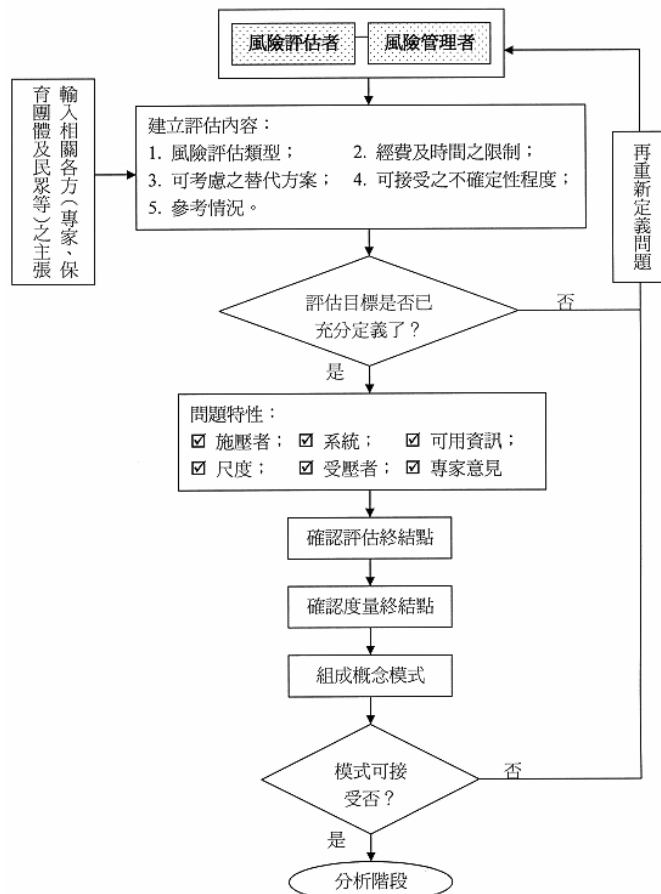 風險評估者
風險管理者
輸入相關各方(專家、保
育團體及民眾等)之主張
建立評估內容：
1. 風險評估類型； 2. 經費及時間之限制；
3. 可考慮之替代方案； 4. 可接受之不確定性程度；
5. 參考情況。
再重新定義問題
評估目標是否已
充分定義了？
否
是
問題特性：
☑ 施壓者； ☑ 系統； ☑ 可用資訊；
☑ 尺度； ☑ 受壓者； ☑ 專家意見
確認評估終結點
確認度量終結點
組成概念模式
模式可接
受否？
否
是
分析階段